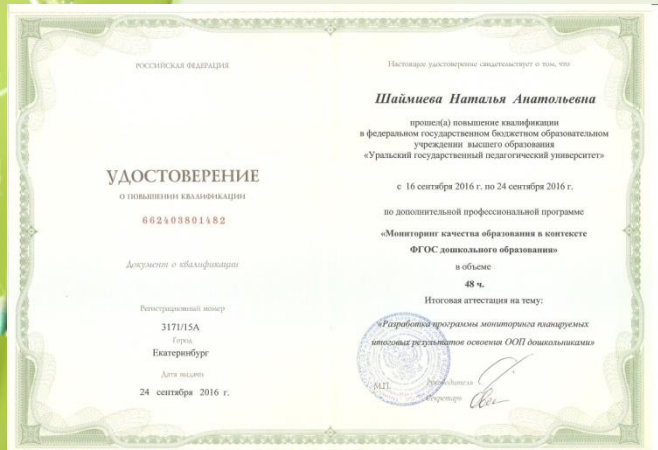 РОССИЙСКАЯ ФЕДЕРАЦИЯ
УДОСТОВЕРЕНИЕ
О ПОВЫШЕНИИ КВАЛИФИКАЦИИ
662403801482
Документ о квалификации
Регистрационный номер
3171/15А
Город
Екатеринбург
Дата выдачи
24 сентября 2016 г.
Настоящее удостоверение свидетельствует о том, что
Шаймиева Наталья Анатольевна
прошел(а) повышение квалификации
в федеральном государственном бюджетном образовательном
учреждении высшего образования
«Уральский государственный педагогический университет»
с 16 сентября 2016 г. по 24 сентября 2016 г.
по дополнительной профессиональной программе
«Мониторинг качества образования в контексте
ФГОС дошкольного образования»
в объеме
48 ч.
Итоговая аттестация на тему:
«Разработка программы мониторинга планируемых
итоговых результатов освоения ООП дошкольниками»
М.П.
Руководитель
Секретарь